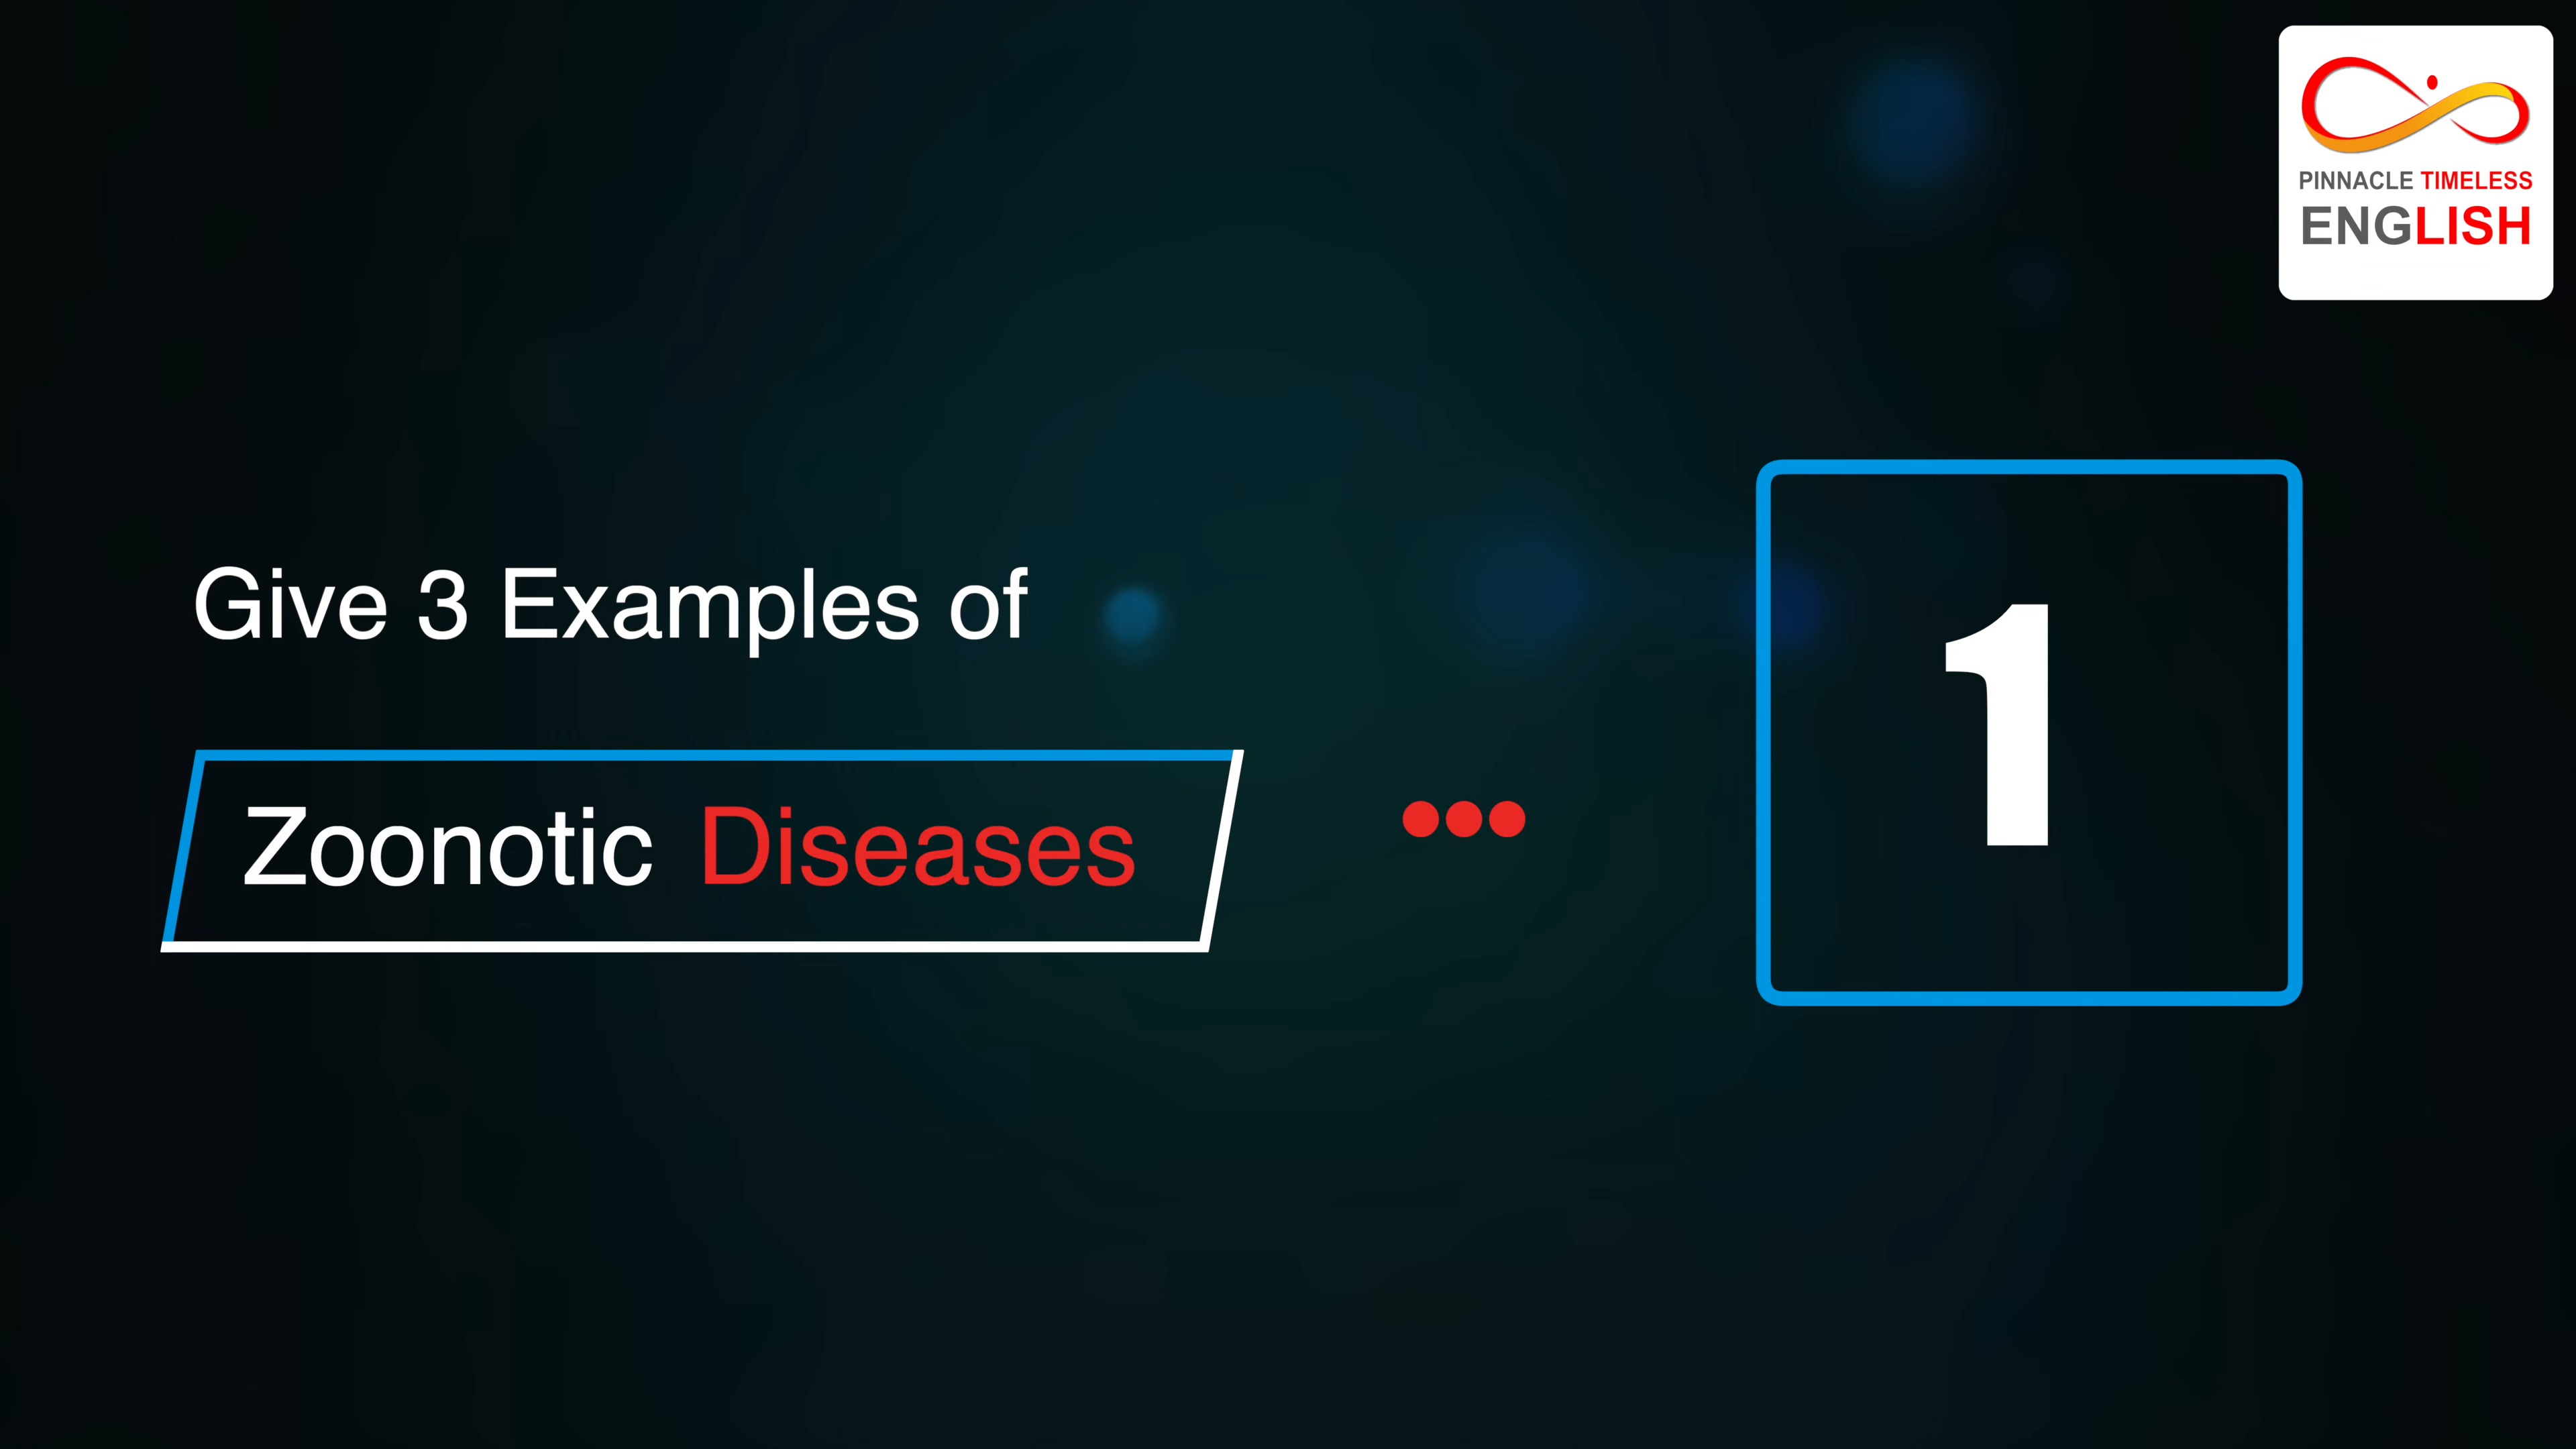 PINNACLE TIMELESS
ENGLISH
Give 3 Examples of
Zoonotic Diseases
1